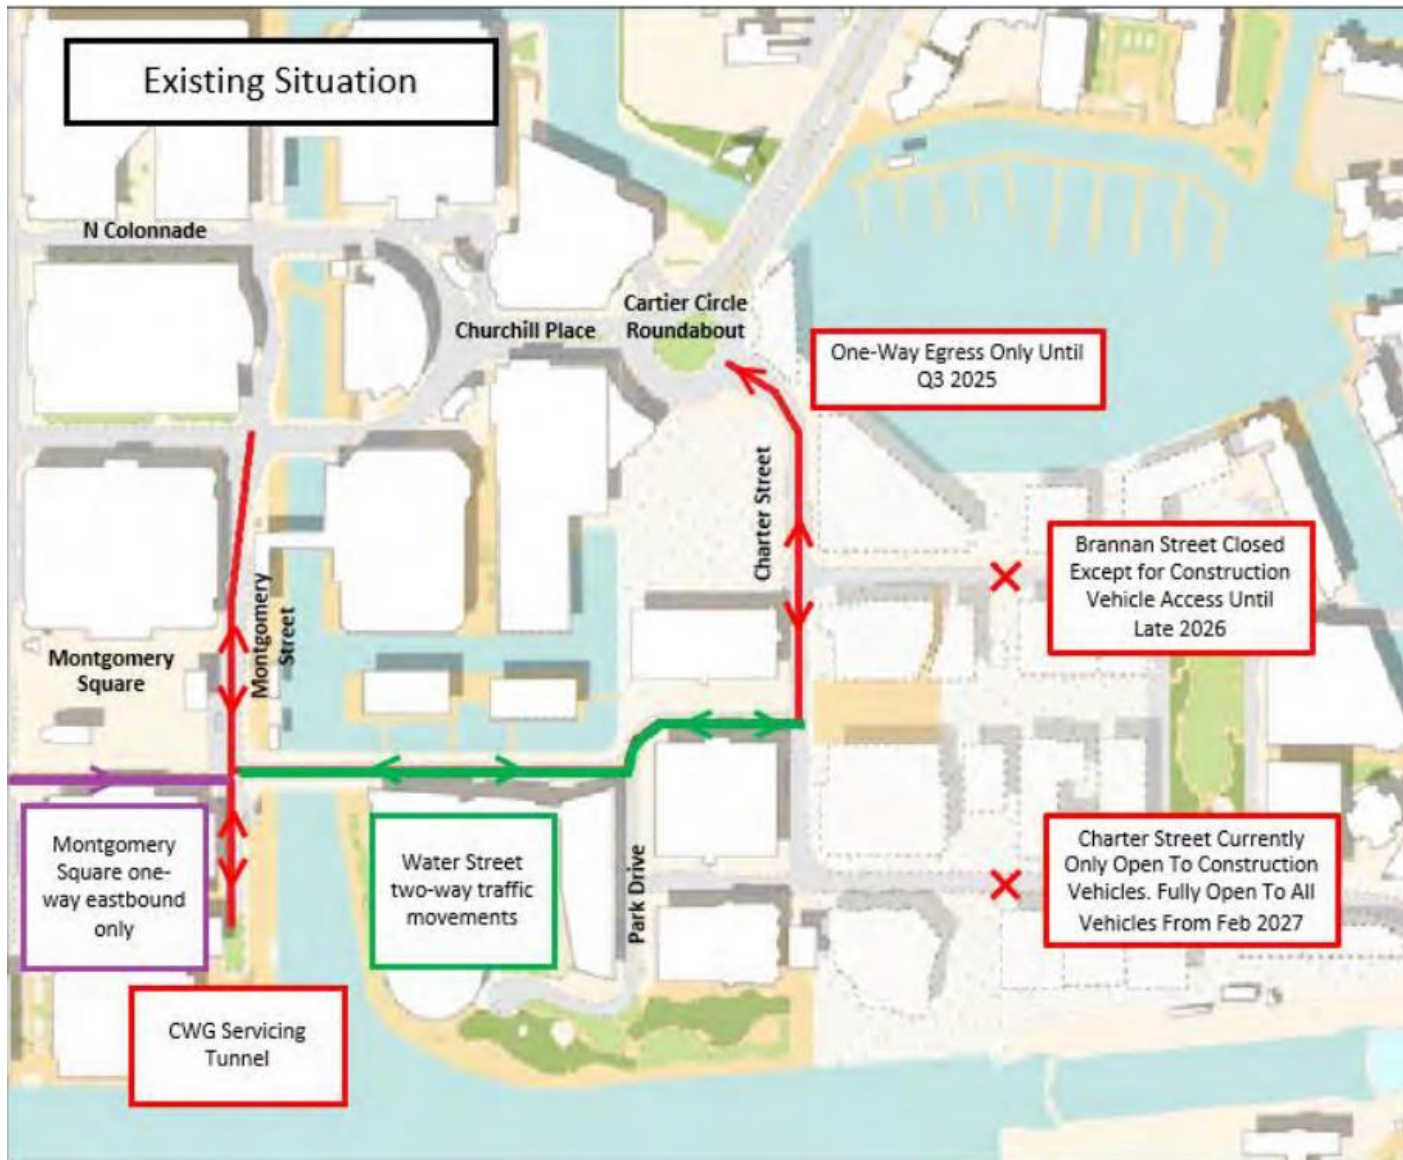 Existing Situation
N Colonnade
Churchill Place
Cartier Circle
Roundabout
One-Way Egress Only Until
Q3 2025
Charter Street
Brannan Street Closed
Except for Construction
Vehicle Access Until
Late 2026
Montgomery
Street
Montgomery
Square
Montgomery
Square one-
way eastbound
only
Water Street
two-way traffic
movements
Park Drive
Charter Street Currently
Only Open To Construction
Vehicles. Fully Open To All
Vehicles From Feb 2027
CWG Servicing
Tunnel